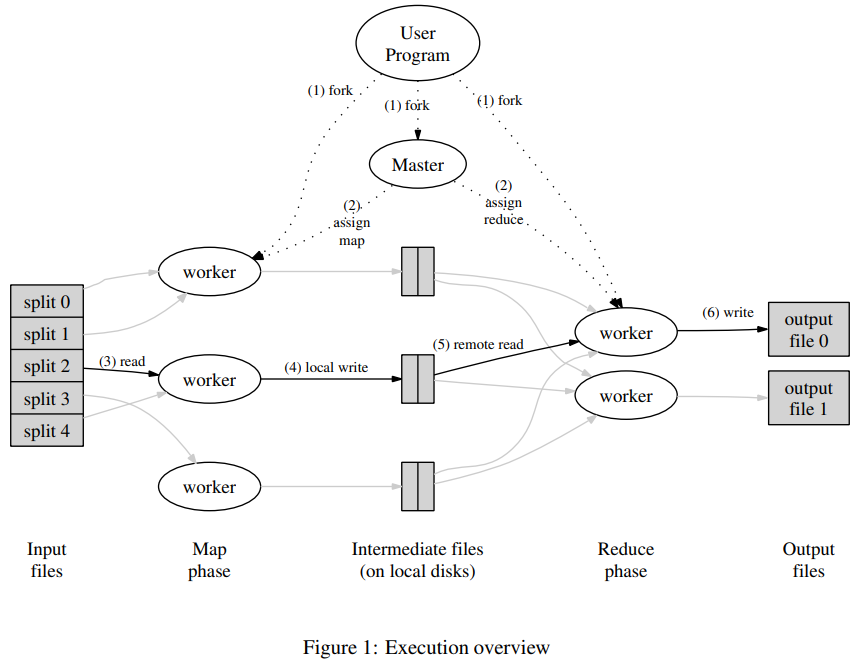 User
Program
(1) fork
(1) fork
(1) fork
Master
(2)
assign
map
(2)
assign
reduce
worker
split 0
split 1
split 2
split 3
split 4
(3) read
worker
(4) local write
(5) remote read
worker
(6) write
output
file 0
worker
output
file 1
worker
Input
files
Map
phase
Intermediate files
(on local disks)
Reduce
phase
Output
files
Figure 1: Execution overview